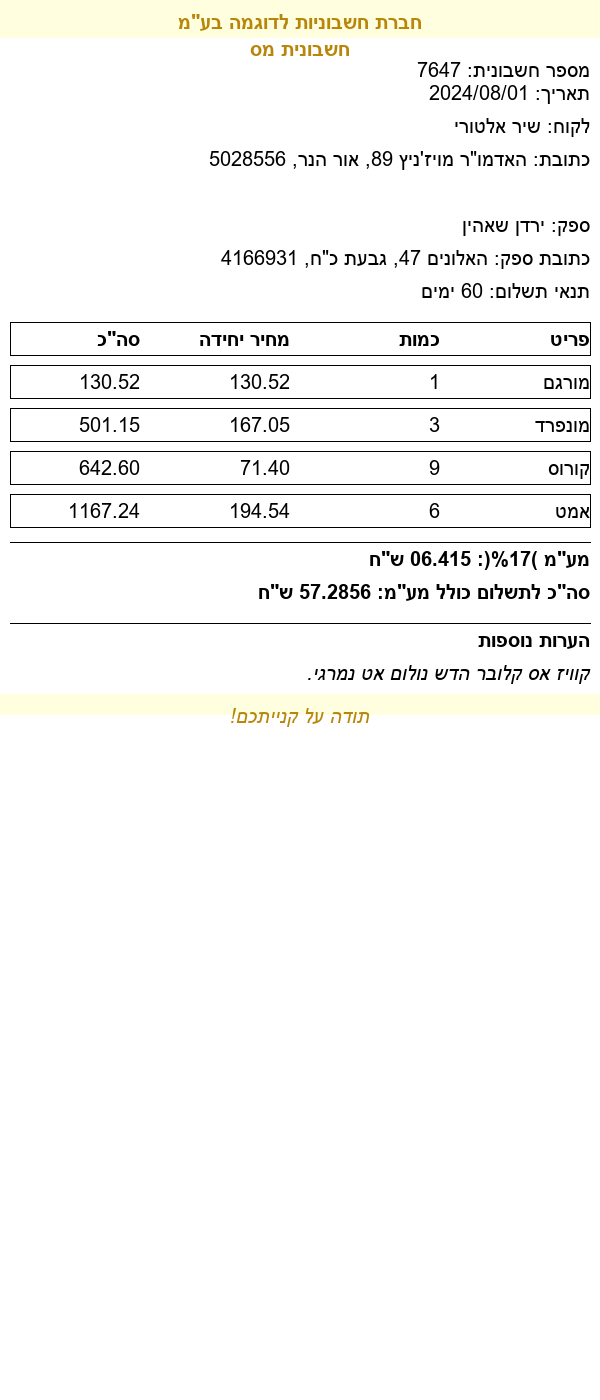 חברת חשבוניות לדוגמה בע"מ
חשבונית מס
מספר חשבונית: 7647
תאריך: 2024/08/01
לקוח: שיר אלטורי
כתובת: האדמו"ר מויז'ניץ 89, אור הנר, 5028556
ספק: ירדן שאהין
כתובת ספק: האלונים 47, גבעת כ"ח, 4166931
תנאי תשלום: 60 ימים
פריט כמות מחיר יחידה סה"כ
מורגם 1 130.52 130.52
מונפרד 3 167.05 501.15
קורוס 9 71.40 642.60
אמט 6 194.54 1167.24
מע"מ )17%(: 06.415 ש"ח
סה"כ לתשלום כולל מע"מ: 57.2856 ש"ח
הערות נוספות
קוויז אס קלובר הדש נולום אט נמרגי.
תודה על קנייתכם!